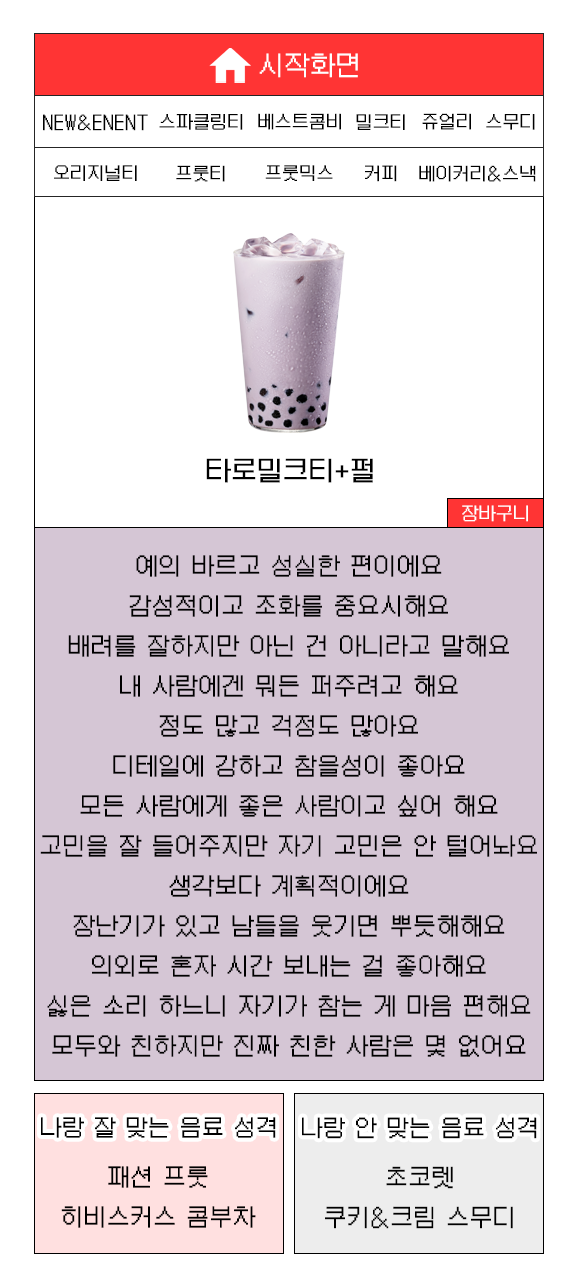 시작화면
NEW&ENENT 스파클링티 베스트콤비 밀크티 쥬얼리 스무디
오리지널티 프룻티 프룻믹스 커피 베이커리&스낵
타로밀크티+펄
장바구니
예의 바르고 성실한 편이에요
감성적이고 조화를 중요시해요
배려를 잘하지만 아닌 건 아니라고 말해요
내 사람에겐 뭐든 퍼주려고 해요
정도 많고 걱정도 많아요
디테일에 강하고 참을성이 좋아요
모든 사람에게 좋은 사람이고 싶어 해요
고민을 잘 들어주지만 자기 고민은 안 털어놔요
생각보다 계획적이에요
장난기가 있고 남들을 웃기면 뿌듯해해요
의외로 혼자 시간 보내는 걸 좋아해요
싫은 소리 하느니 자기가 참는 게 마음 편해요
모두와 친하지만 진짜 친한 사람은 몇 없어요
나랑 잘 맞는 음료 성격
패션 프룻
히비스커스 콤부차
나랑 안 맞는 음료 성격
초코렛
쿠키&크림 스무디